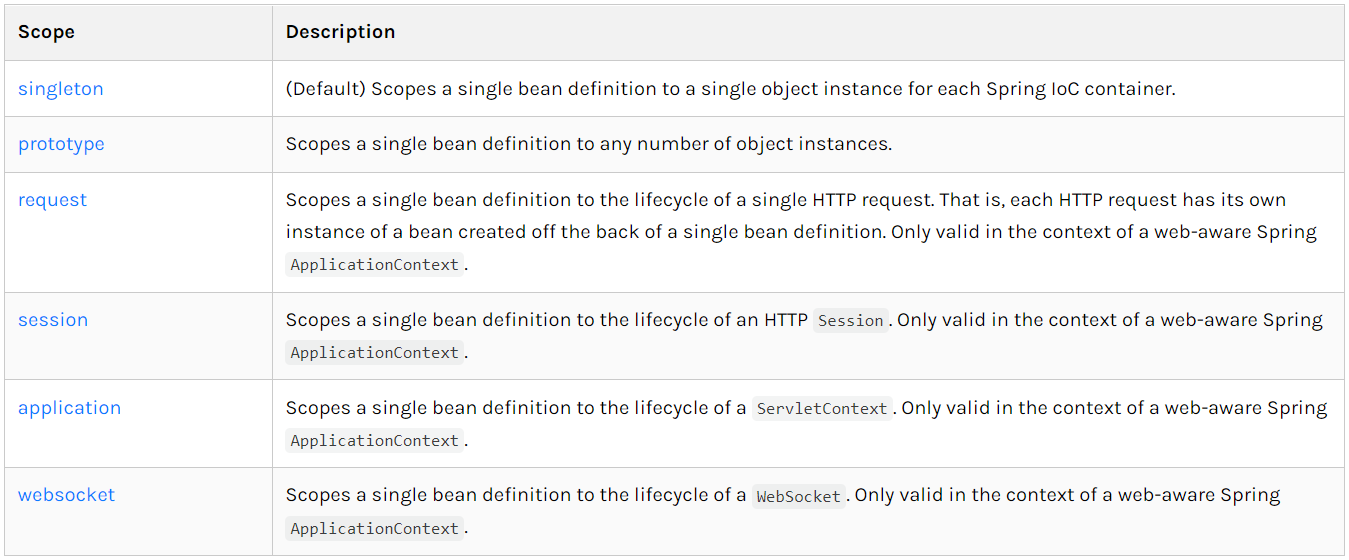 Scope Description
singleton (Default) Scopes a single bean definition to a single object instance for each Spring IoC container.
prototype Scopes a single bean definition to any number of object instances.
request Scopes a single bean definition to the lifecycle of a single HTTP request. That is, each HTTP request has its own
instance of a bean created off the back of a single bean definition. Only valid in the context of a web-aware Spring
ApplicationContext.
session Scopes a single bean definition to the lifecycle of an HTTP Session. Only valid in the context of a web-aware Spring
ApplicationContext.
application Scopes a single bean definition to the lifecycle of a ServletContext. Only valid in the context of a web-aware Spring
ApplicationContext.
websocket Scopes a single bean definition to the lifecycle of a WebSocket. Only valid in the context of a web-aware Spring
ApplicationContext.